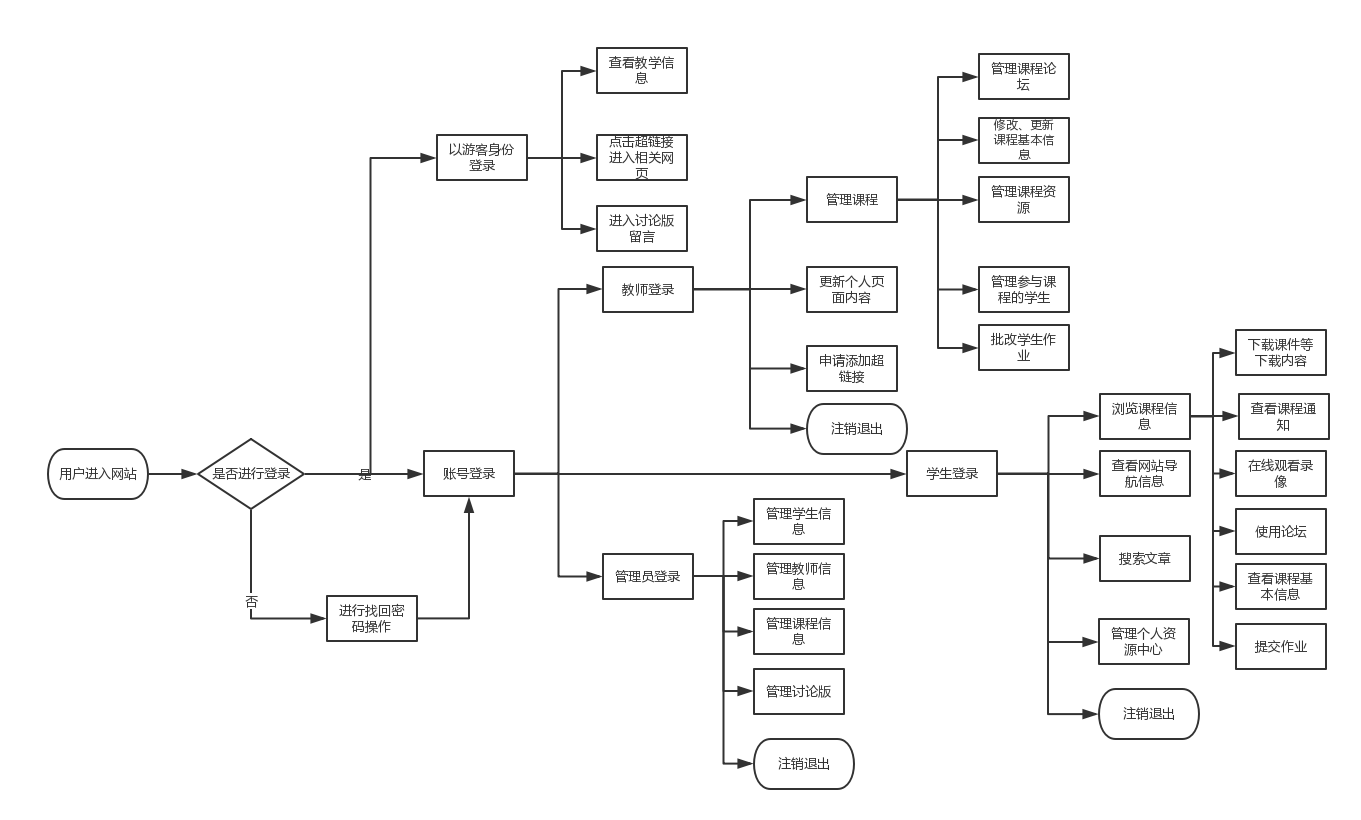 用户进入网站
是否进行登录
是
否
进行找回密
码操作
以游客身份
登录
查看教学信
息
点击超链接
进入相关网
页
进入讨论版
留言
账号登录
教师登录
管理课程
管理课程论
坛
修改、更新
课程基本信
息
管理课程资
源
管理参与课
程的学生
批改学生作
业
更新个人页
面内容
申请添加超
链接
注销退出
学生登录
浏览课程信
息
下载课件等
下载内容
查看课程通
知
在线观看录
像
使用论坛
查看课程基
本信息
提交作业
查看网站导
航信息
搜索文章
管理个人资
源中心
注销退出
管理员登录
管理学生信
息
管理教师信
息
管理课程信
息
管理讨论版
注销退出